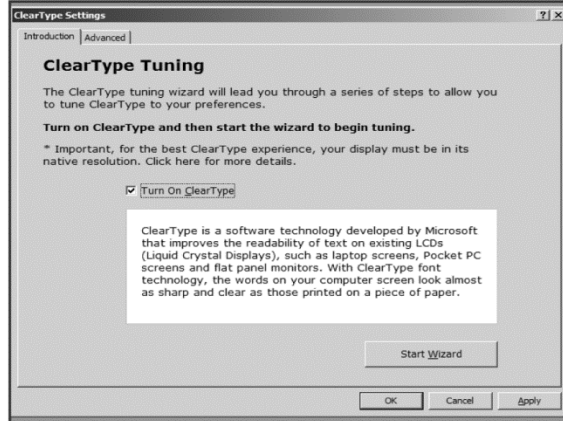 ClearType Settings
Introduction
Advanced
ClearType Tuning
The ClearType tuning wizard will lead you through a series of steps to allow you
to tune ClearType to your preferences.
Turn on ClearType and then start the wizard to begin tuning.
* Important, for the best ClearType experience, your display must be in its
native resolution. Click here for more details.
Turn On ClearType
ClearType is a software technology developed by Microsoft
that improves the readability of text on existing LCDs
(Liquid Crystal Displays), such as laptop screens, Pocket PC
screens and flat panel monitors. With ClearType font
technology, the words on your computer screen look almost
as sharp and clear as those printed on a piece of paper.
Start Wizard
OK
Cancel
Apply